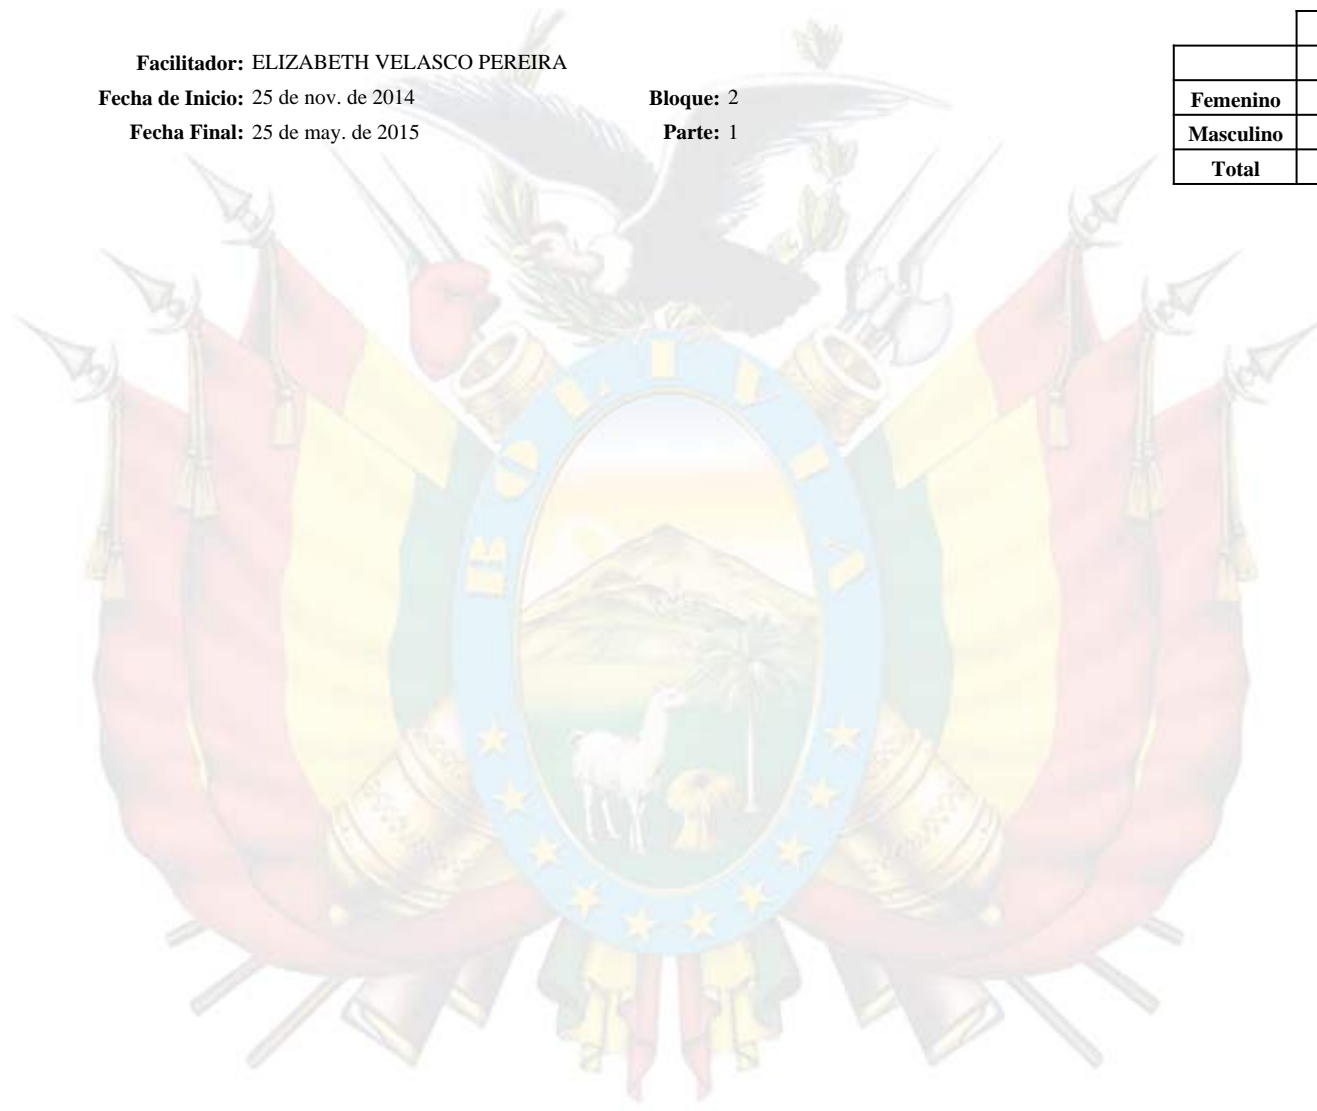 Facilitador: ELIZABETH VELASCO PEREIRA
Fecha de Inicio: 25 de nov. de 2014 Bloque: 2
Fecha Final: 25 de may. de 2015 Parte: 1
Femenino
Masculino
Total
BOLIVIA